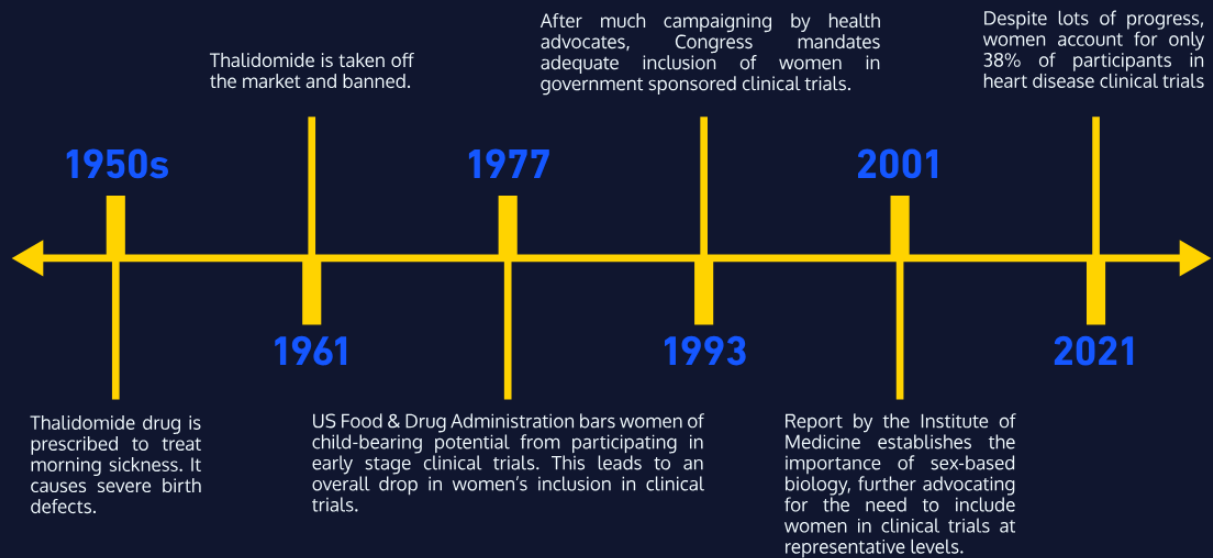 Thalidomide is taken off
the market and banned.
After much campaigning by health
advocates, Congress mandates
adequate inclusion of women in
government sponsored clinical trials.
Despite lots of progress,
women account for only
38% of participants in
heart disease clinical trials
1950s
1977
2001
1961
1993
2021
Thalidomide drug is
prescribed to treat
morning sickness. It
causes severe birth
defects.
US Food & Drug Administration bars women of
child-bearing potential from participating in
early stage clinical trials. This leads to an
overall drop in women's inclusion in clinical
trials.
Report by the Institute of
Medicine establishes the
importance of sex-based
biology, further advocating
for the need to include
women in clinical trials at
representative levels.